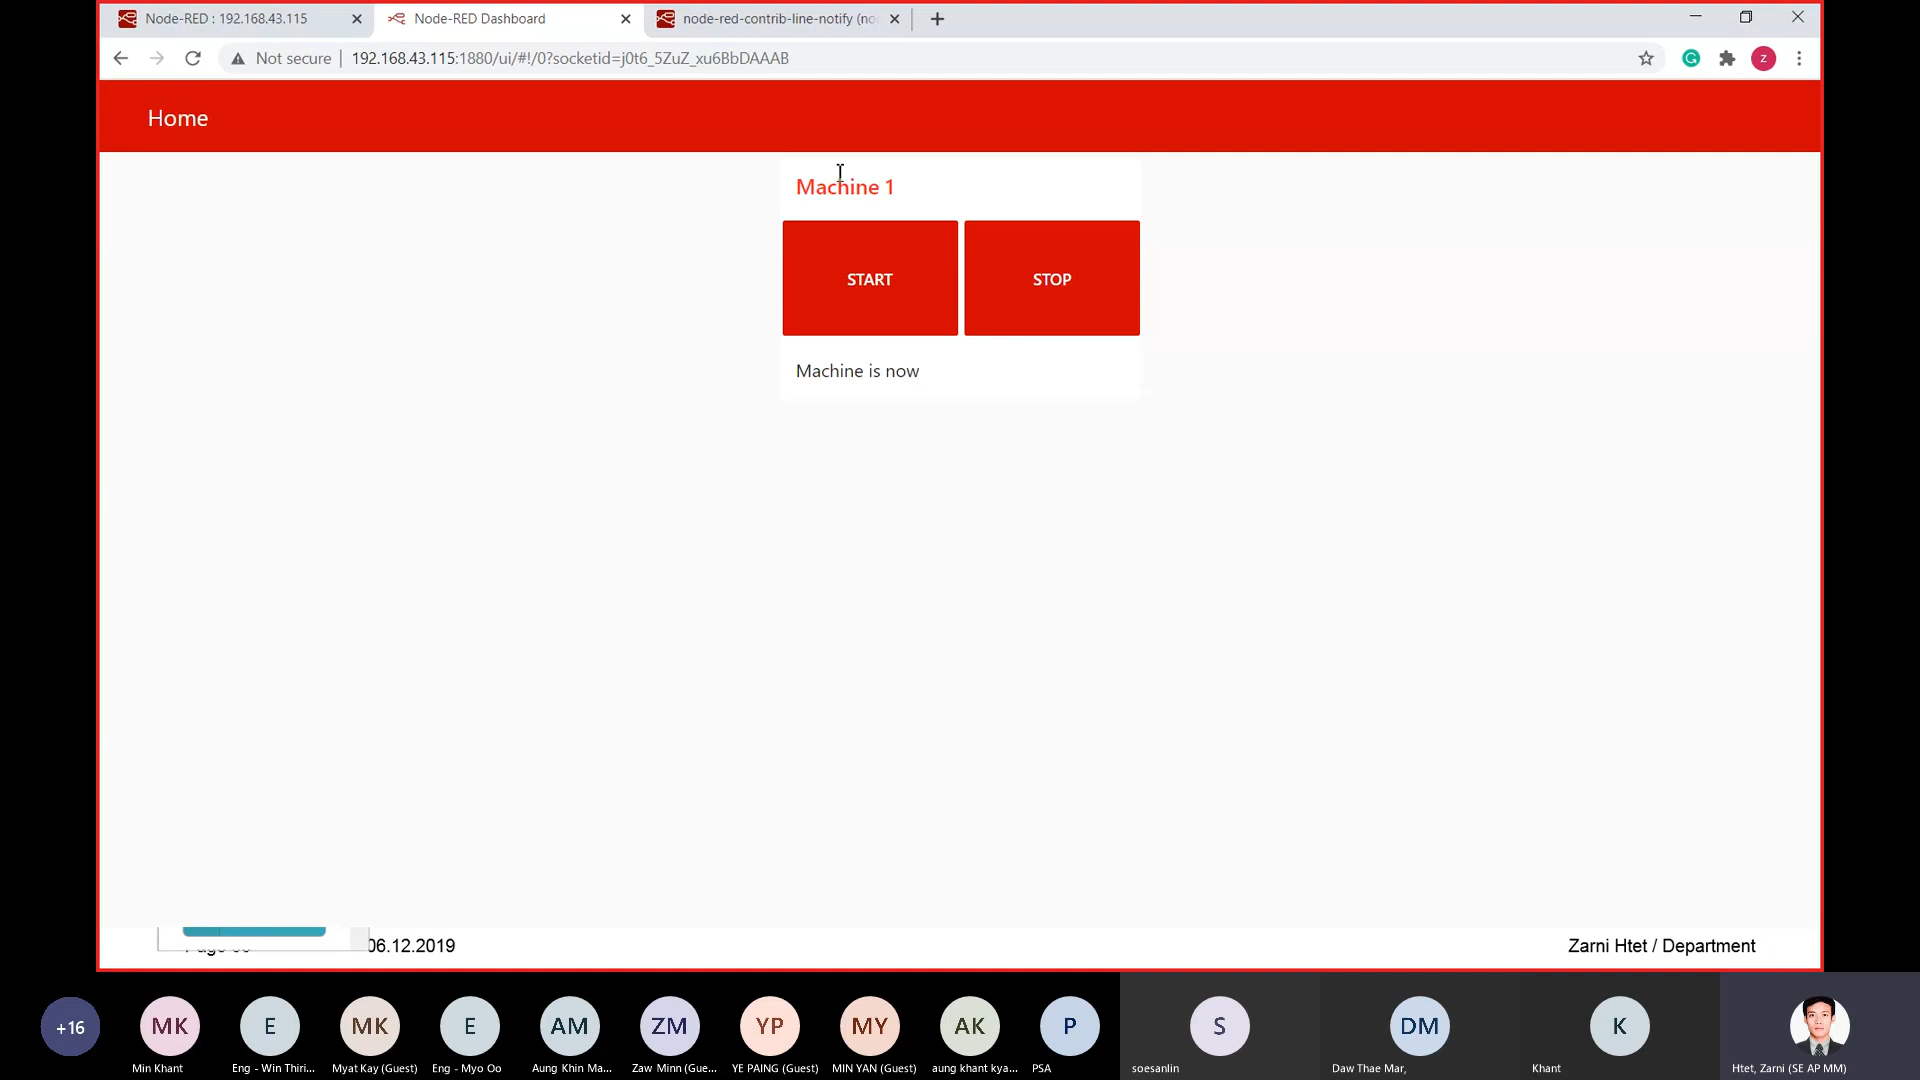 Node-RED : 192.168.43.115
Node-RED Dashboard
node-red-contrib-line-notify (no
Not secure
192.168.43.115:1880/ui/#!/0?socketid=j0t6_5ZuZ_xu6BbDAAAB
G
z
Home
Machine 1
START
STOP
Machine is now
06.12.2019
Zarni Htet / Department
+16
MK
E
MK
E
AM
ZM
YP
MY
AK
P
S
DM
K
Min Khant
Eng - Win Thiri...
Myat Kay (Guest)
Eng - Myo Oo
Aung Khin Ma...
Zaw Minn (Gue...
YE PAING (Guest)
MIN YAN (Guest)
aung khant kya...
PSA
soesanlin
Daw Thae Mar,
Khant
Htet, Zarni (SE AP MM)